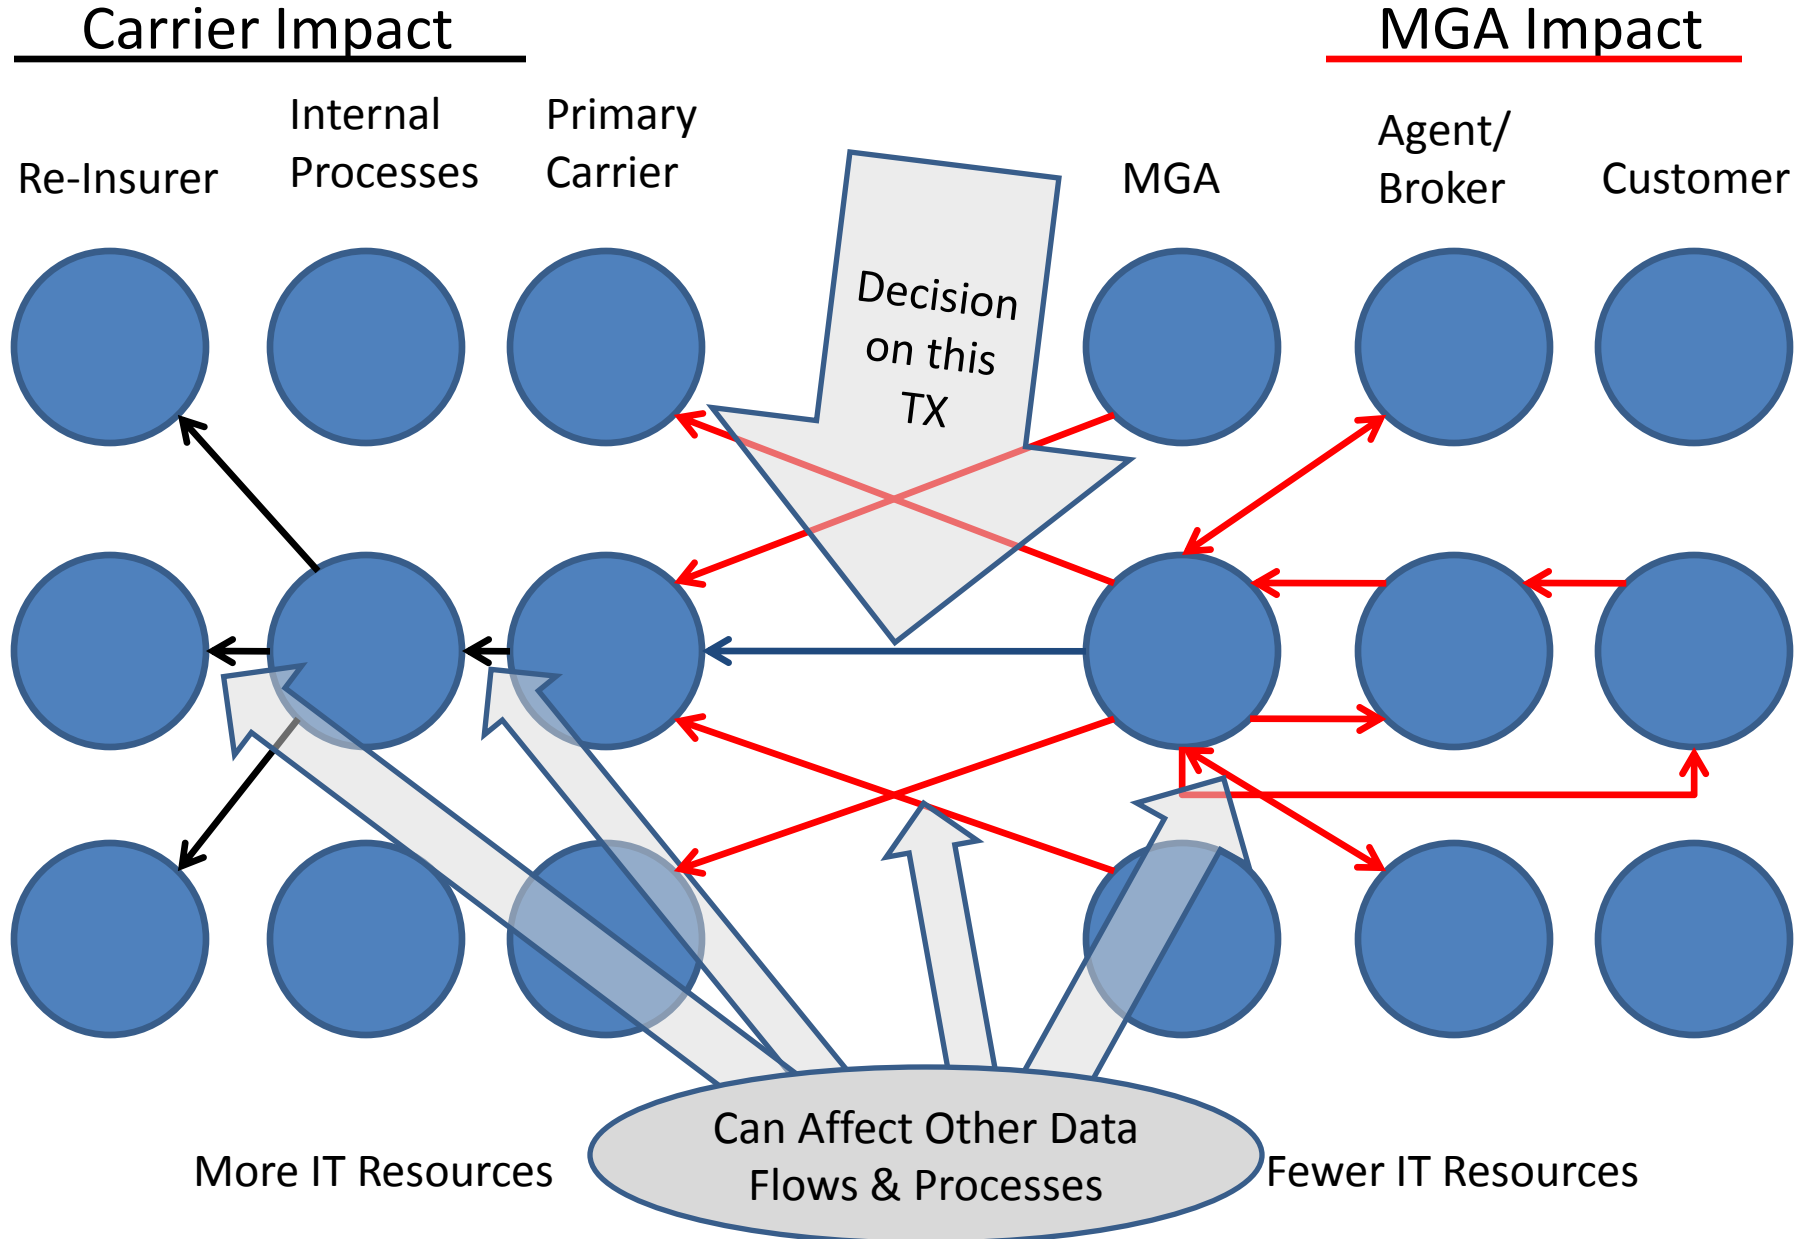 Carrier Impact
MGA Impact
Re-Insurer
Internal
Processes
Primary
Carrier
MGA
Agent/
Broker
Customer
Decision
on this
TX
Can Affect Other Data
Flows & Processes
More IT Resources
Fewer IT Resources